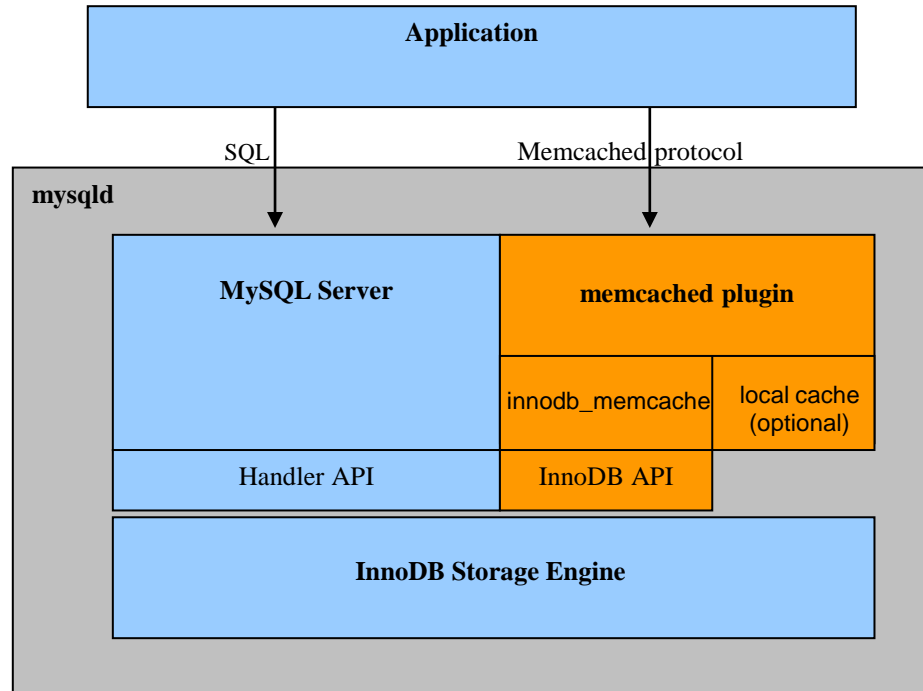 Application
SQL
Memcached protocol
mysqld
MySQL Server
memcached plugin
innodb_memcache
local cache
(optional)
Handler API
InnoDB API
InnoDB Storage Engine